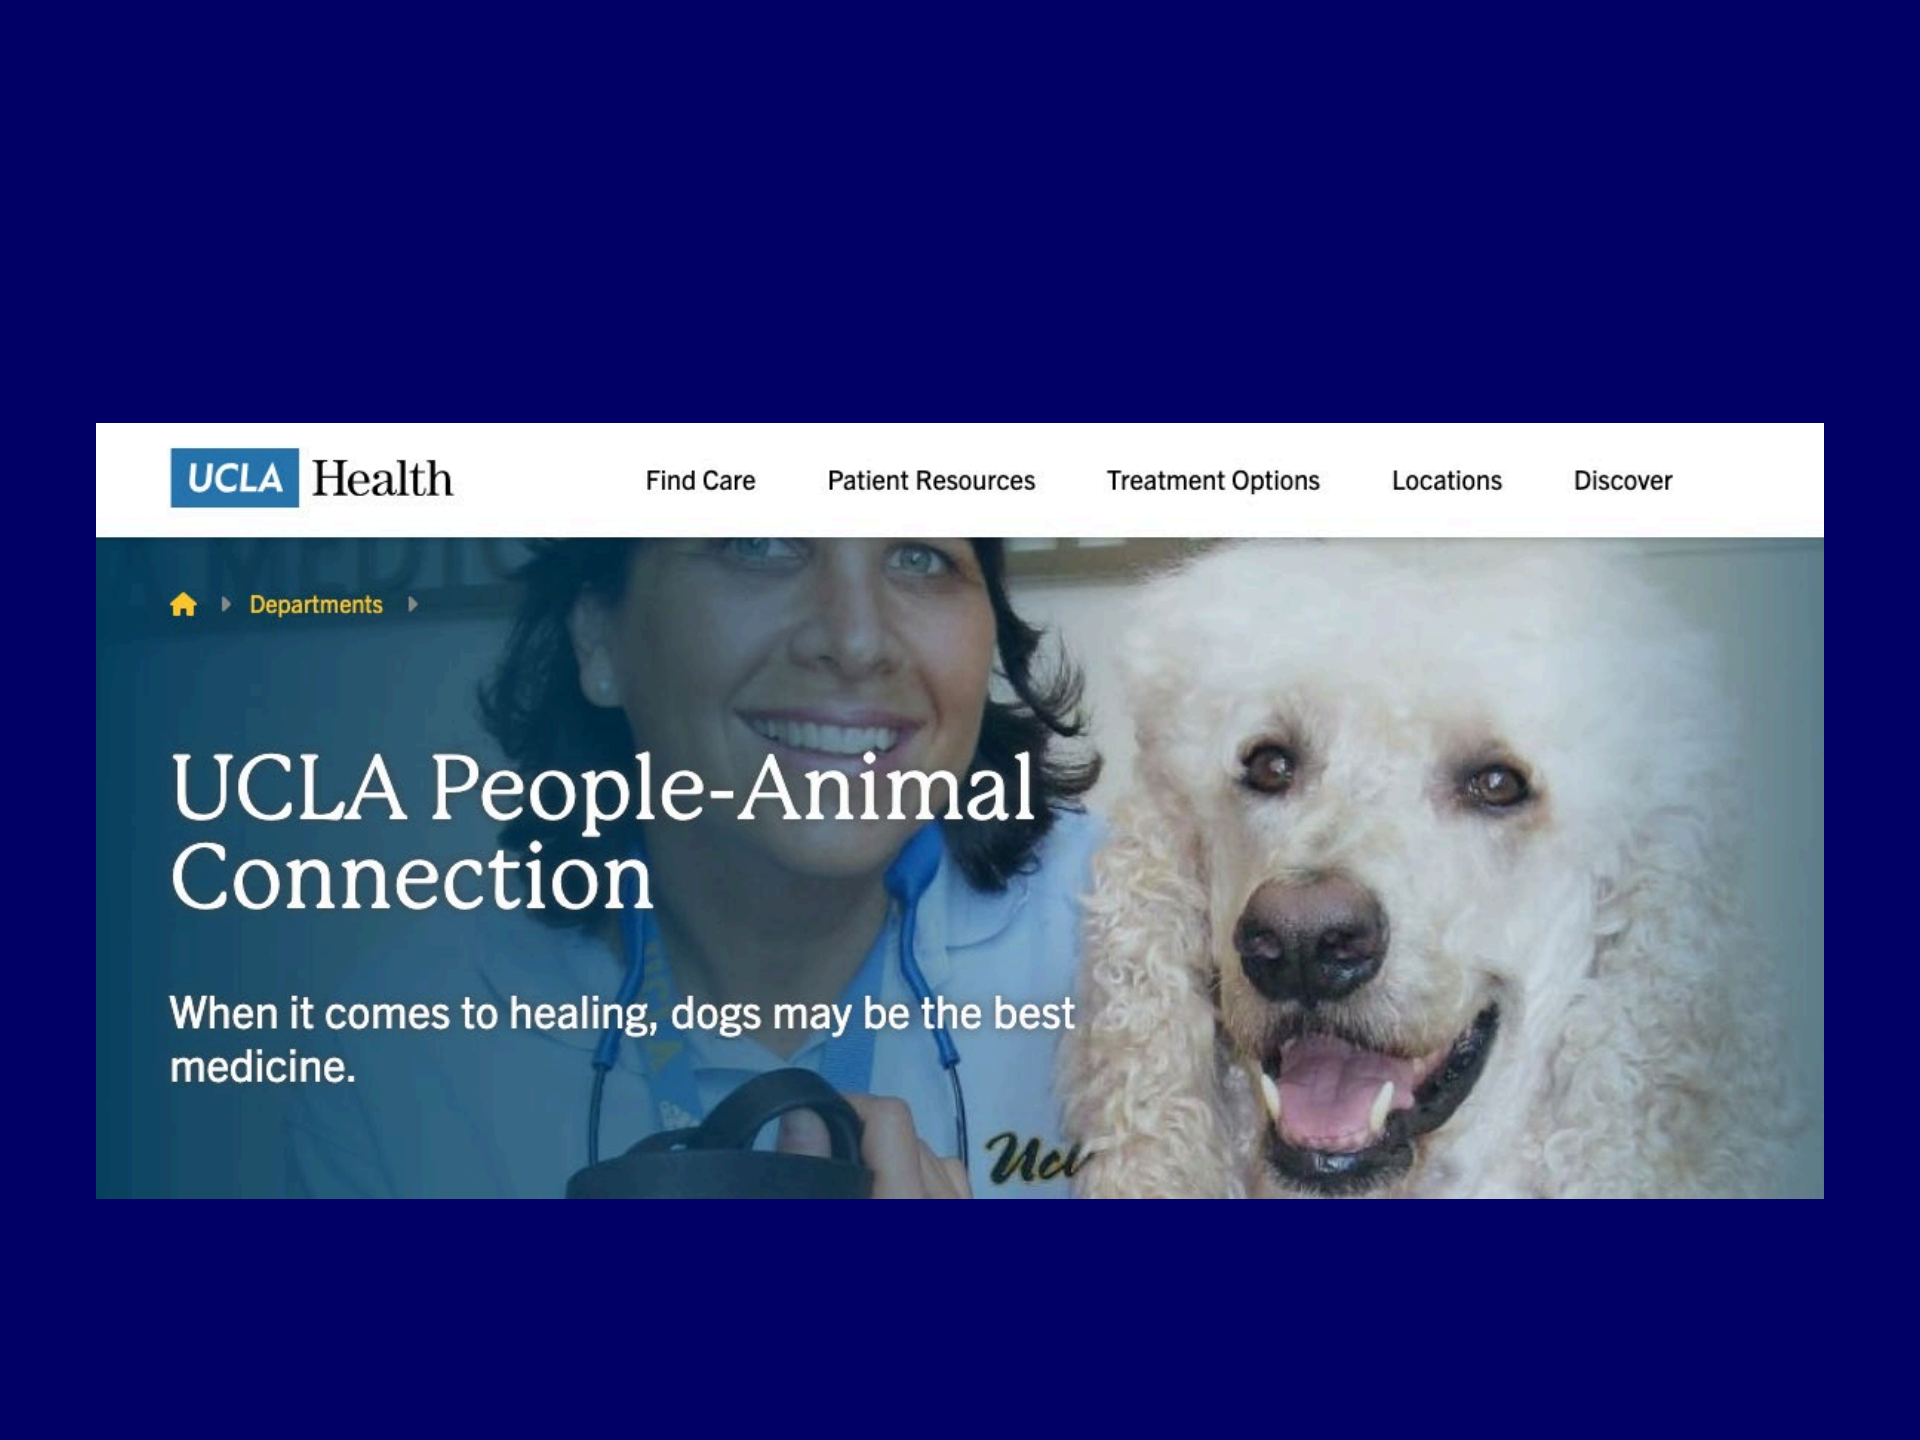 UCLA Health
Find Care
Patient Resources
Treatment Options
Locations
Discover
Departments
UCLA People-Animal
Connection
When it comes to healing, dogs may be the best
medicine.